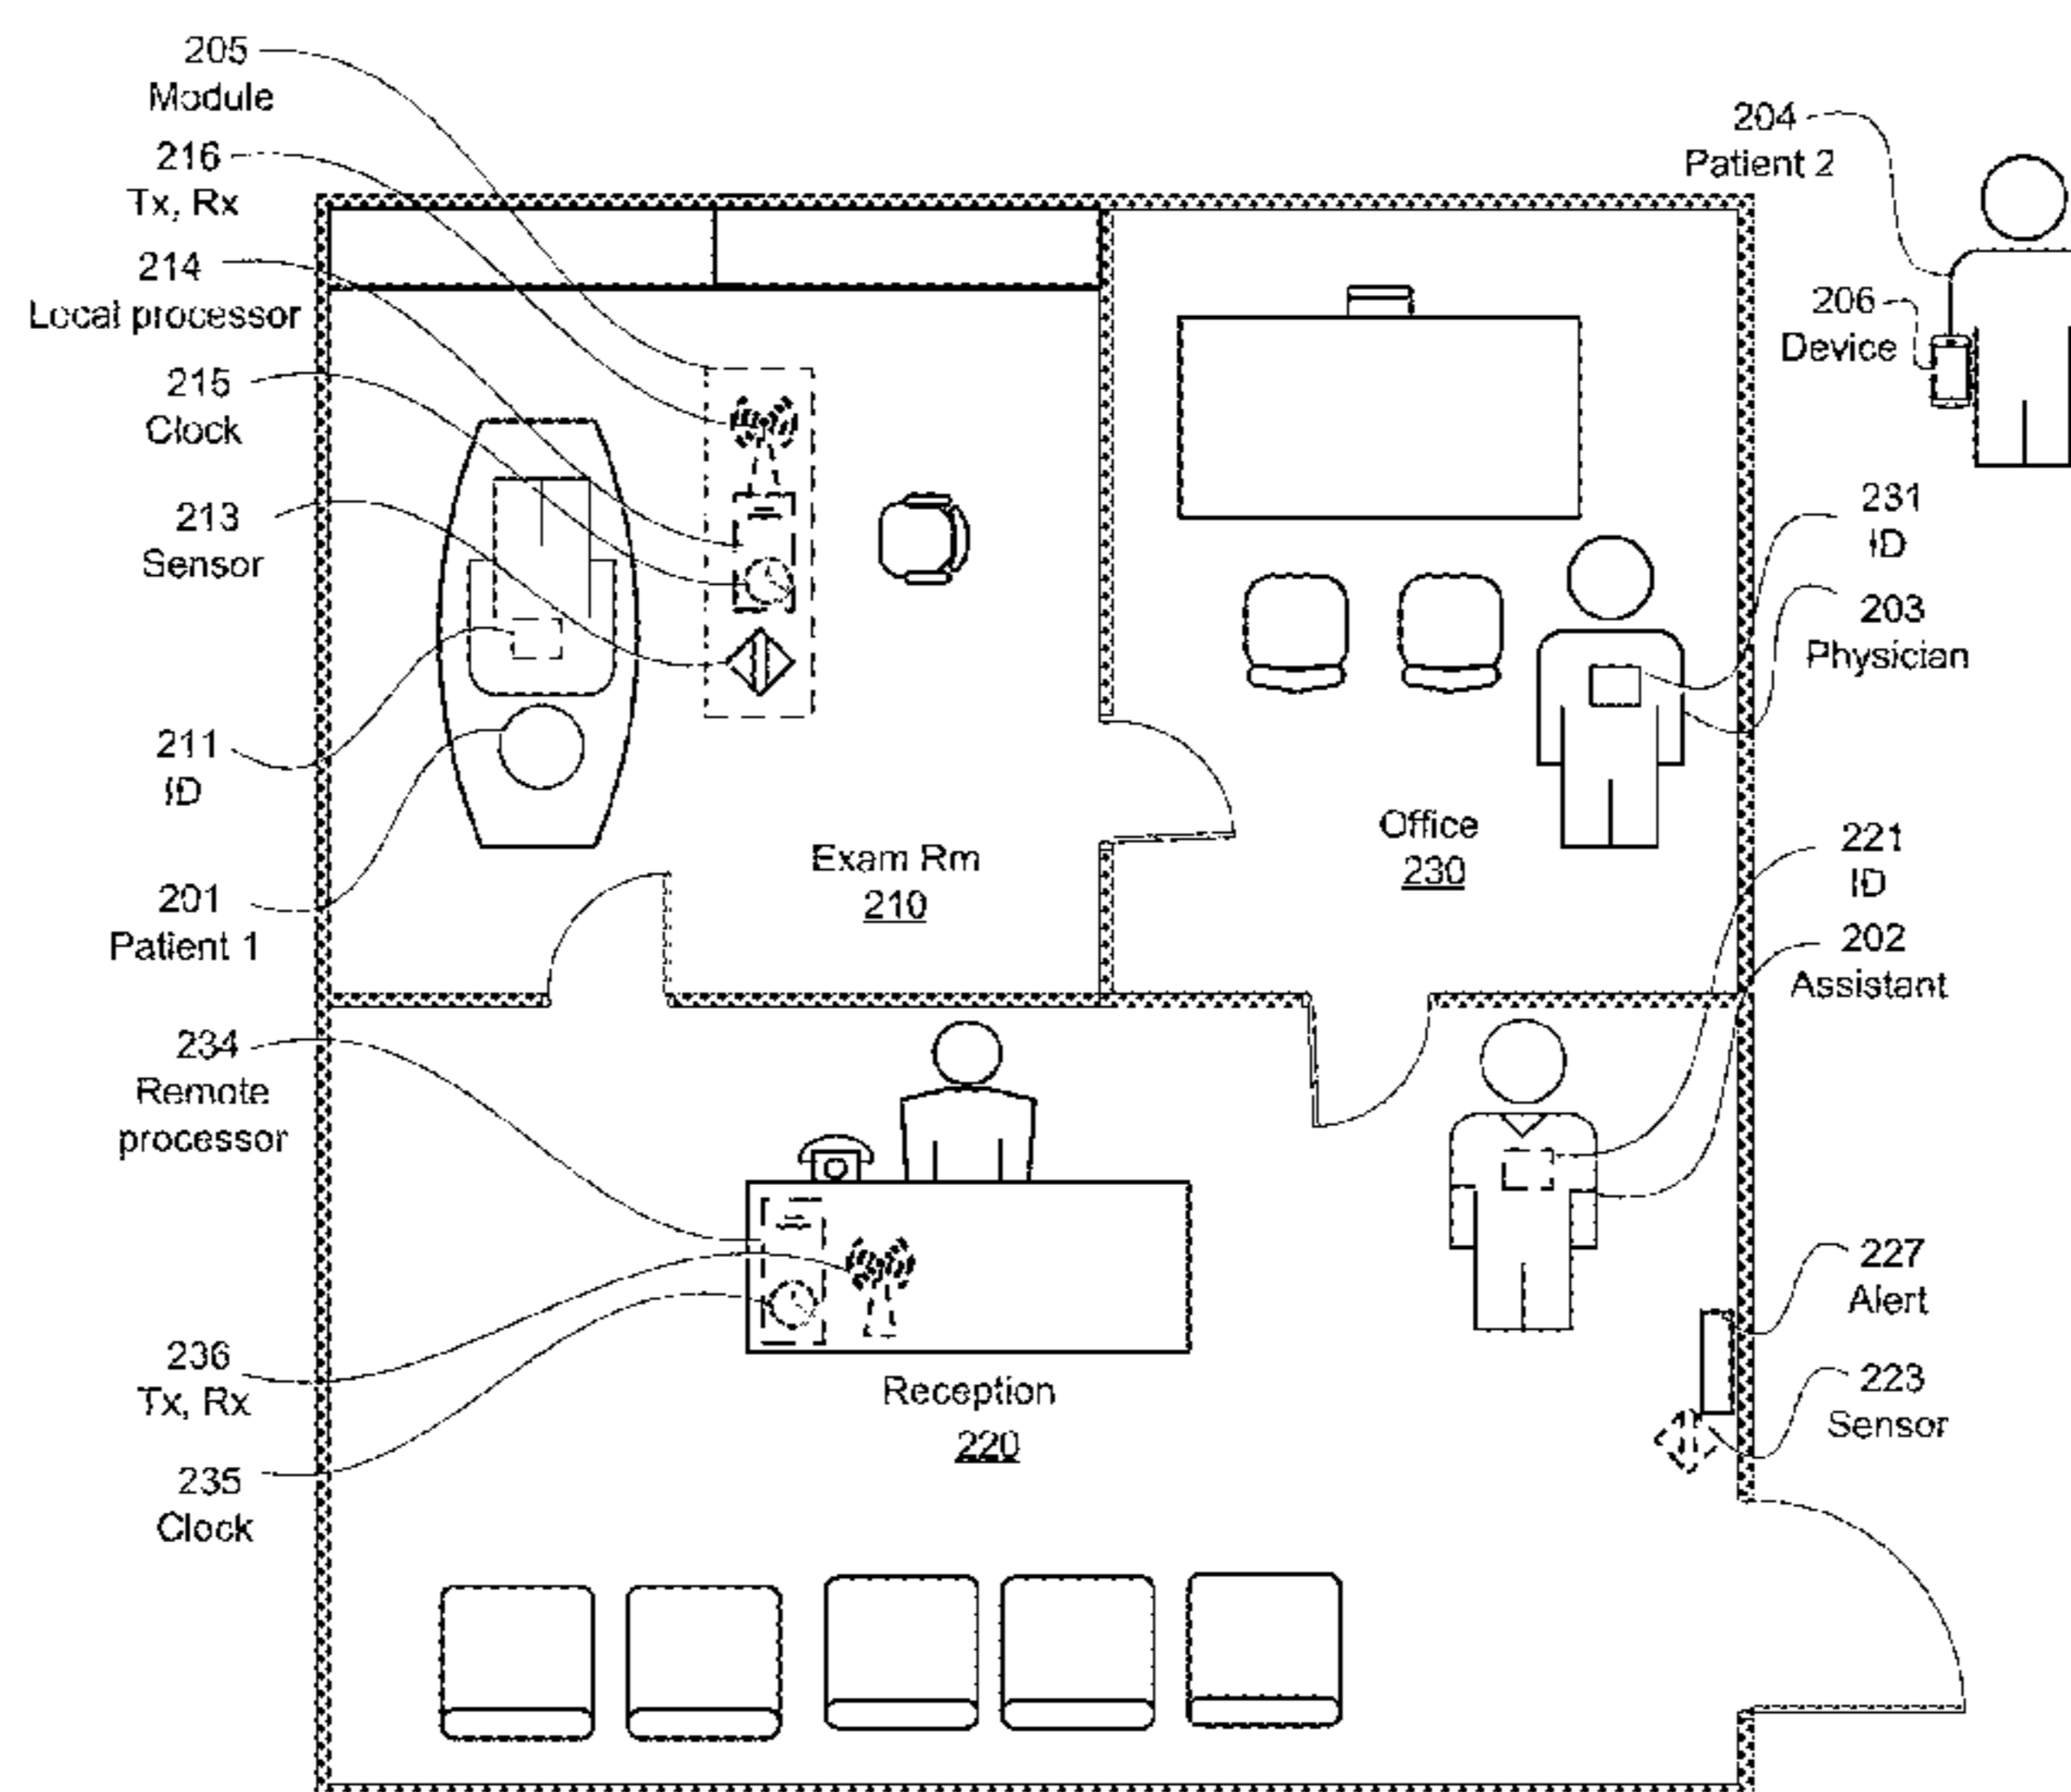 205
Module
216
Tx, Rx
214
Local processor
215
Clock
213
Sensor
211
ID
201
Patient 1
234
Remote
processor
236
Tx, Rx
235
Clock
Exam Rm
210
Office
230
Reception
220
204
Patient 2
206
Device
231
ID
203
Physician
221
ID
202
Assistant
227
Alert
223
Sensor